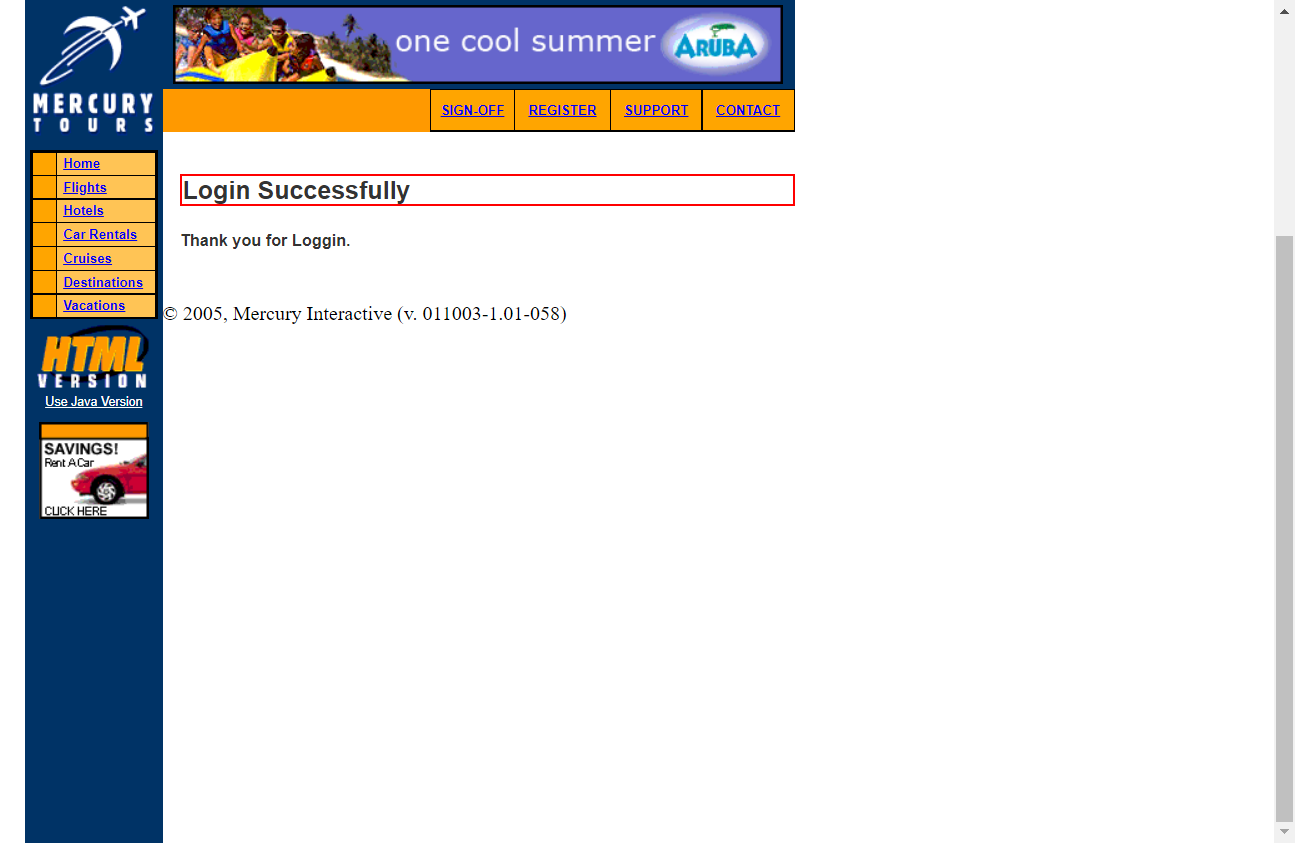 MERCURY
TOURS
one cool summer ARUBA
SIGN-OFF REGISTER SUPPORT CONTACT
Home
Flights
Hotels
Car Rentals
Cruises
Destinations
Vacations
HTML
VERSION
Use Java Version
SAVINGS!
Rent A Car
CLICK HERE
Login Successfully
Thank you for Loggin.
© 2005, Mercury Interactive (v. 011003-1.01-058)